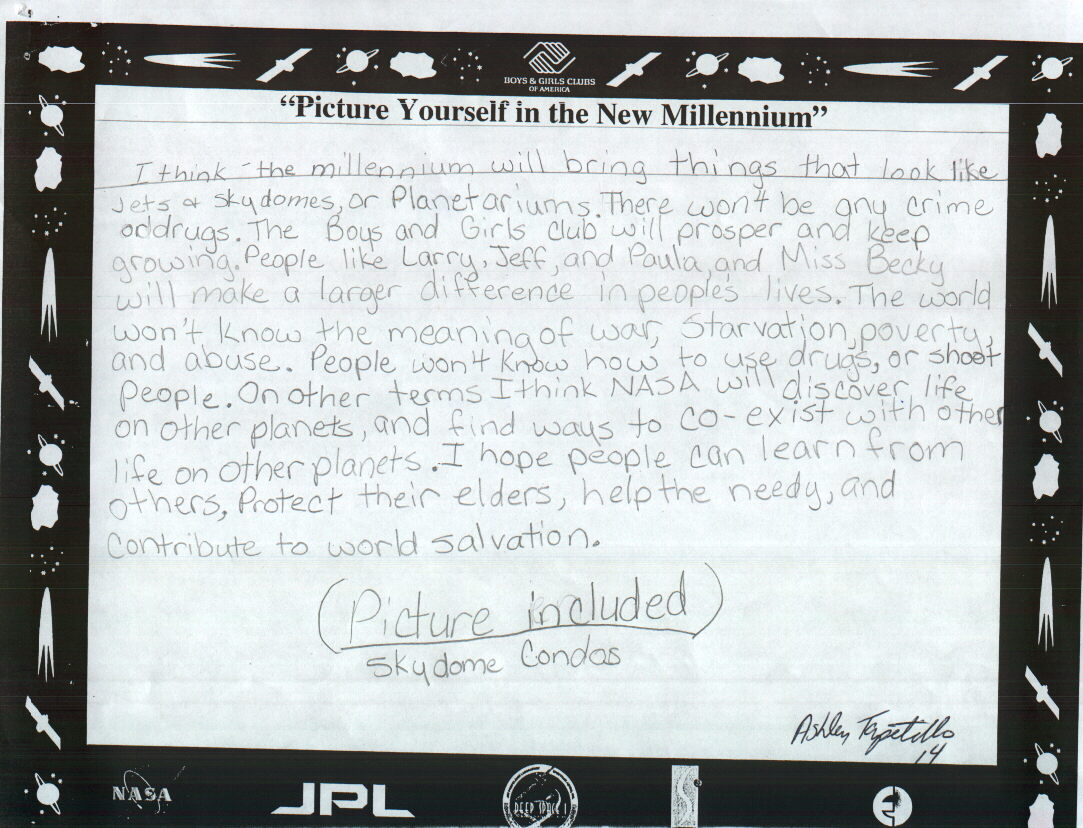 BOYS & GIRLS CLUBS
OF AMERICA
“Picture Yourself in the New Millennium”
I think the millennium will bring things that look like
Jets & skydomes, or Planetariums. There won't be any crime
oddrugs. The Boys and Girls club will prosper and keep
growing. People like Larry, Jeff, and Paula, and Miss Becky
will make a larger difference in peoples lives. The world
won't know the meaning of war, Starvation, poverty,
and abuse. People won't know how to use drugs, or shoot
People. On other terms I think NASA will discover life
on other planets, and find ways to co-exist with other
life on other planets. I hope people can learn from
others, Protect their elders, help the needy, and
Contribute to world salvation.
(Picture included)
Skydome Condos
Ashley
14
NASA
JPL
DEEP SPACE 1